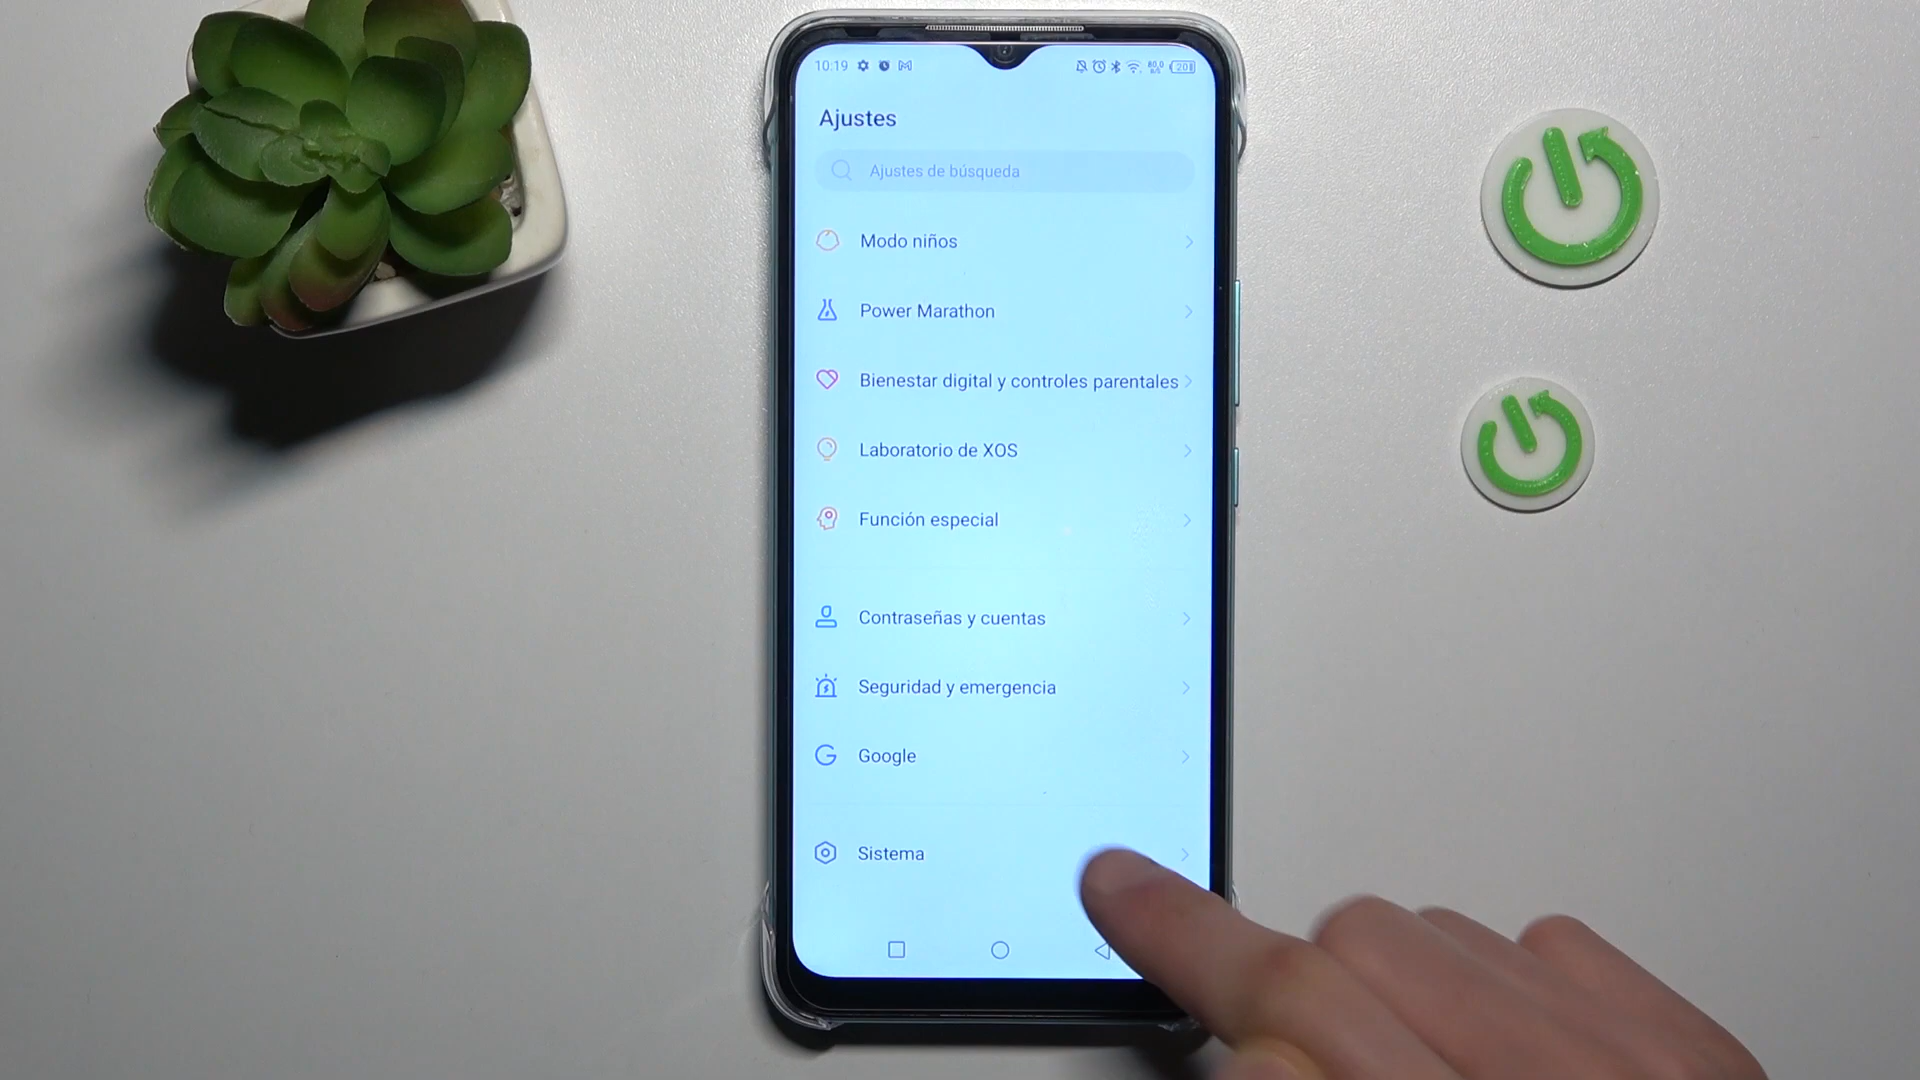 10:19
20
Ajustes
Ajustes de búsqueda
Modo niños
Power Marathon
Bienestar digital y controles parentales
Laboratorio de XOS
Función especial
Contraseñas y cuentas
Seguridad y emergencia
Google
Sistema